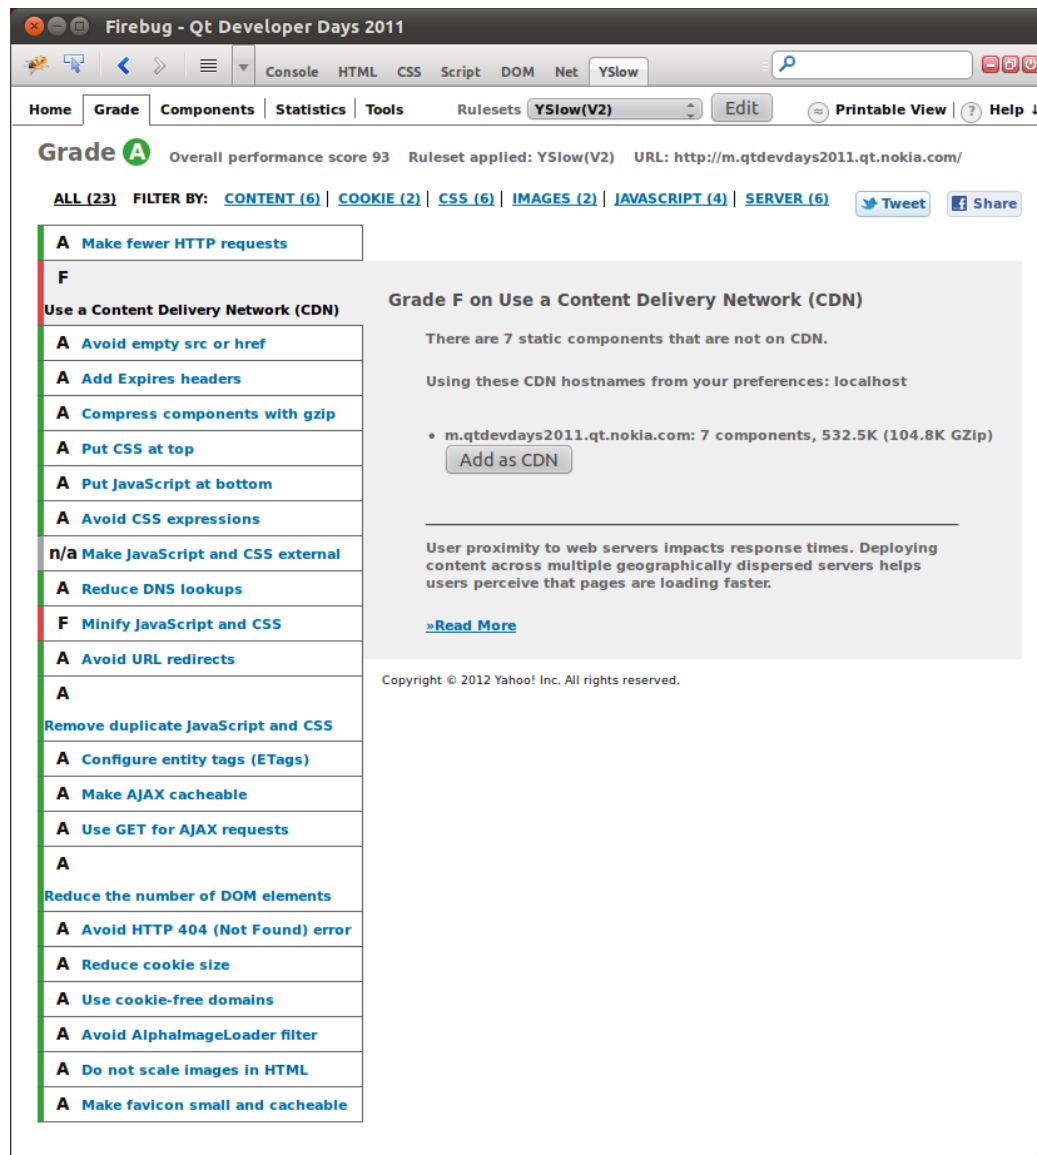 Firebug - Qt Developer Days 2011
Console HTML CSS Script DOM Net YSlow
Home Grade Components Statistics Tools Rulesets YSlow(V2) Edit Printable View ? Help ↓
Grade A Overall performance score 93 Ruleset applied: YSlow(V2) URL: http://m.qtdevdays2011.qt.nokia.com/
ALL (23) FILTER BY: CONTENT (6) | COOKIE (2) | CSS (6) | IMAGES (2) | JAVASCRIPT (4) | SERVER (6) Tweet Share
A Make fewer HTTP requests
F
Use a Content Delivery Network (CDN)
A Avoid empty src or href
A Add Expires headers
A Compress components with gzip
A Put CSS at top
A Put JavaScript at bottom
A Avoid CSS expressions
n/a Make JavaScript and CSS external
A Reduce DNS lookups
F Minify JavaScript and CSS
A Avoid URL redirects
A
Remove duplicate JavaScript and CSS
A Configure entity tags (ETags)
A Make AJAX cacheable
A Use GET for AJAX requests
A
Reduce the number of DOM elements
A Avoid HTTP 404 (Not Found) error
A Reduce cookie size
A Use cookie-free domains
A Avoid AlphaImageLoader filter
A Do not scale images in HTML
A Make favicon small and cacheable
Grade F on Use a Content Delivery Network (CDN)
There are 7 static components that are not on CDN.
Using these CDN hostnames from your preferences: localhost
• m.qtdevdays2011.qt.nokia.com: 7 components, 532.5K (104.8K GZip)
Add as CDN
User proximity to web servers impacts response times. Deploying
content across multiple geographically dispersed servers helps
users perceive that pages are loading faster.
»Read More
Copyright © 2012 Yahoo! Inc. All rights reserved.